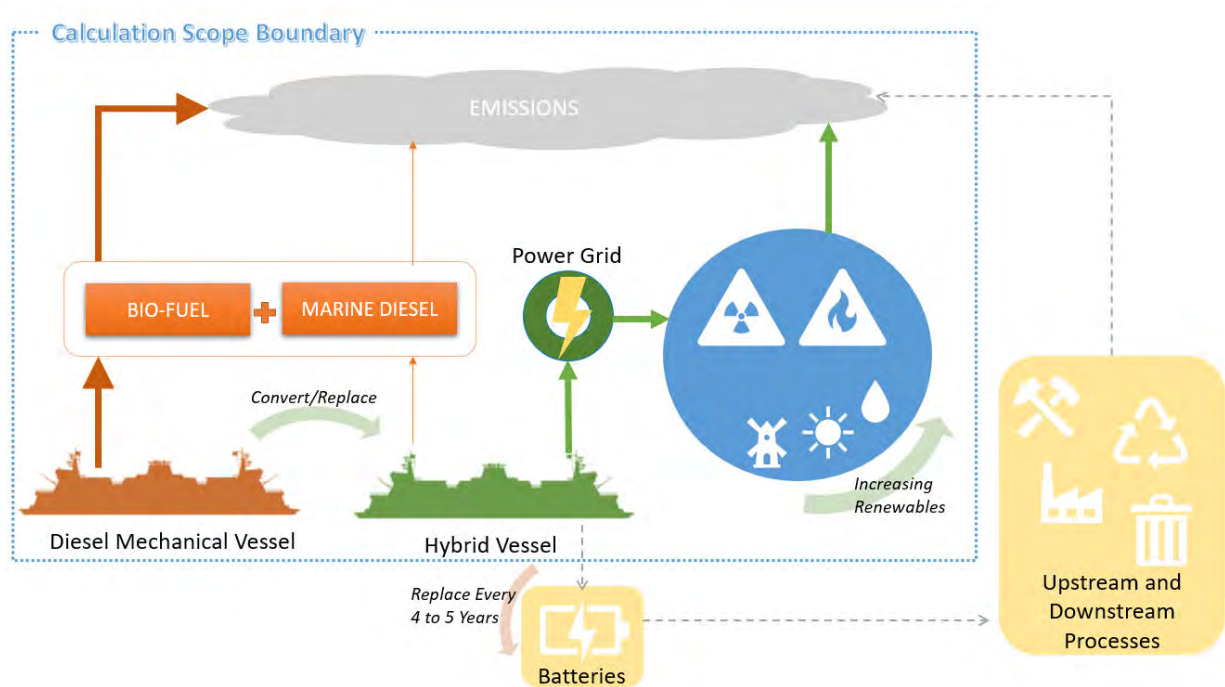 Calculation Scope Boundary
EMISSIONS
Power Grid
BIO-FUEL
MARINE DIESEL
Convert/Replace
Increasing
Renewables
Diesel Mechanical Vessel
Hybrid Vessel
Replace Every
4 to 5 Years
Batteries
Upstream and
Downstream
Processes